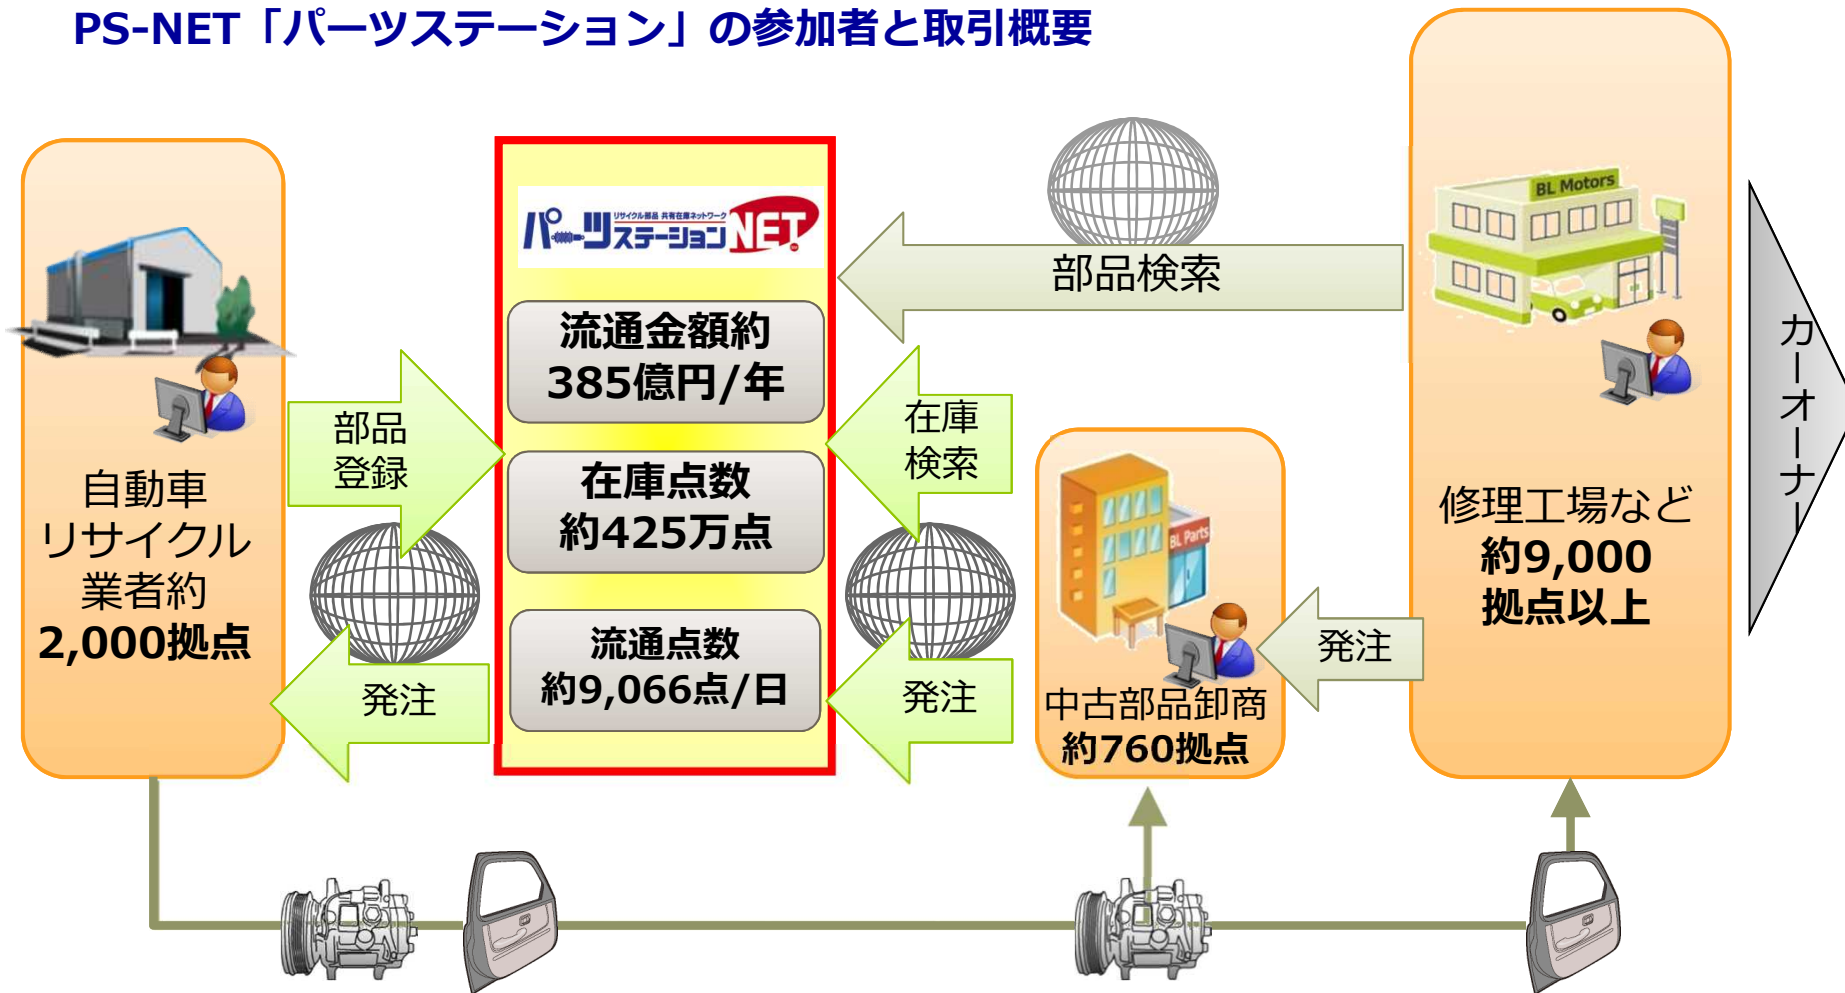 PS-NET「パーツステーション」の参加者と取引概要
自動車
リサイクル
業者約
2,000拠点
部品
登録
発注
リサイクル部品 共有在庫ネットワーク
パーツステーションNET
流通金額約
385億円/年
在庫点数
約425万点
流通点数
約9,066点/日
部品検索
在庫
検索
発注
BL Parts
中古部品卸商
約760拠点
発注
BL Motors
修理工場など
約9,000
拠点以上
カーオーナー